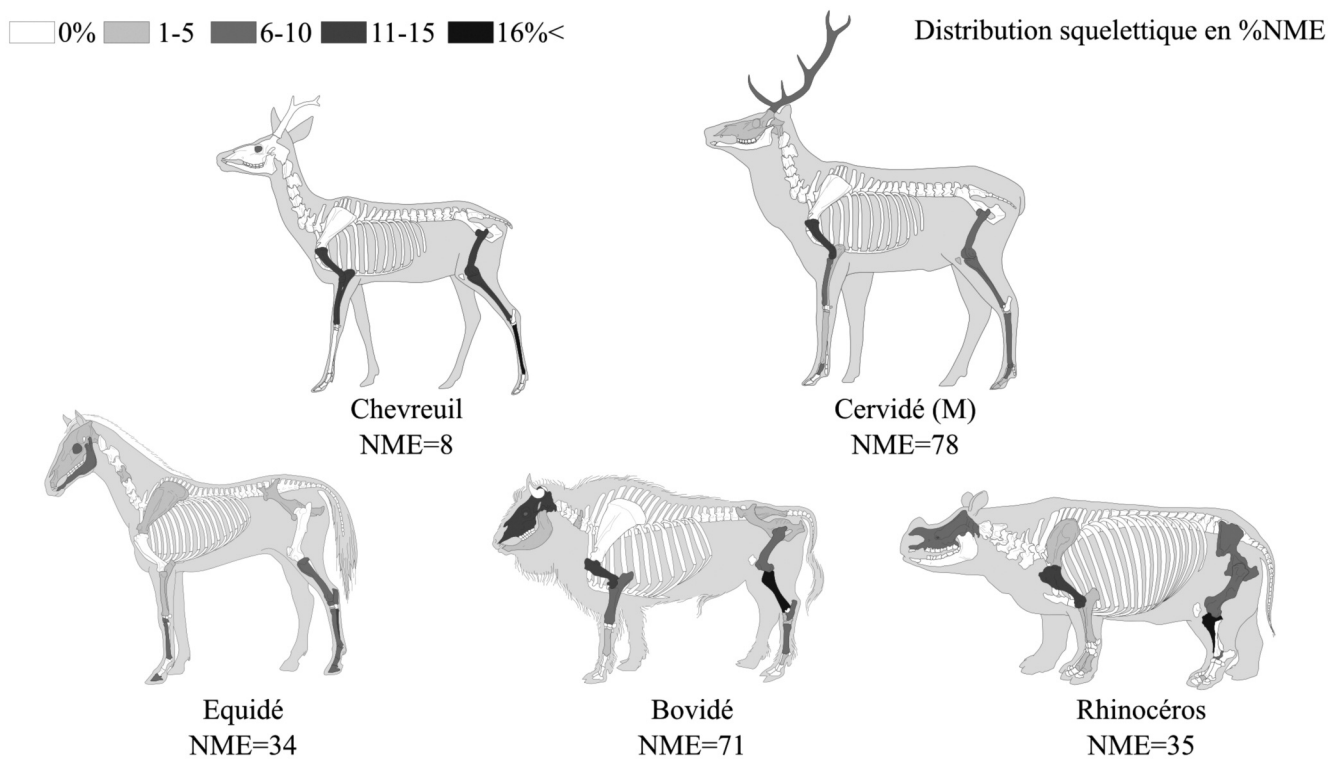 0% 1-5 6-10 11-15 16%<
Distribution squelettique en %NME
Chevreuil
NME=8
Cervidé (M)
NME=78
Equidé
NME=34
Bovidé
NME=71
Rhinocéros
NME=35